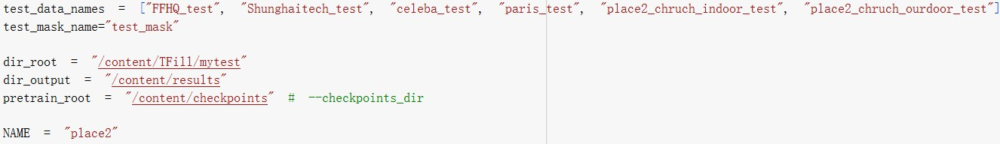 test_data_names = ["FFHQ_test", "Shunghaitech_test", "celeba_test", "paris_test", "place2_chruch_indoor_test", "place2_chruch_ourdoor_test"]
test_mask_name="test_mask"
dir_root = "/content/TFill/mytest"
dir_output = "/content/results"
pretrain_root = "/content/checkpoints" # --checkpoints_dir
NAME = "place2"